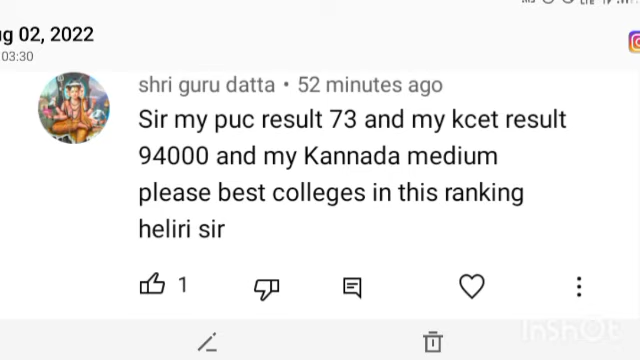 ug 02, 2022
03:30
shri guru datta • 52 minutes ago
Sir my puc result 73 and my kcet result
94000 and my Kannada medium
please best colleges in this ranking
heliri sir
1
InShOt